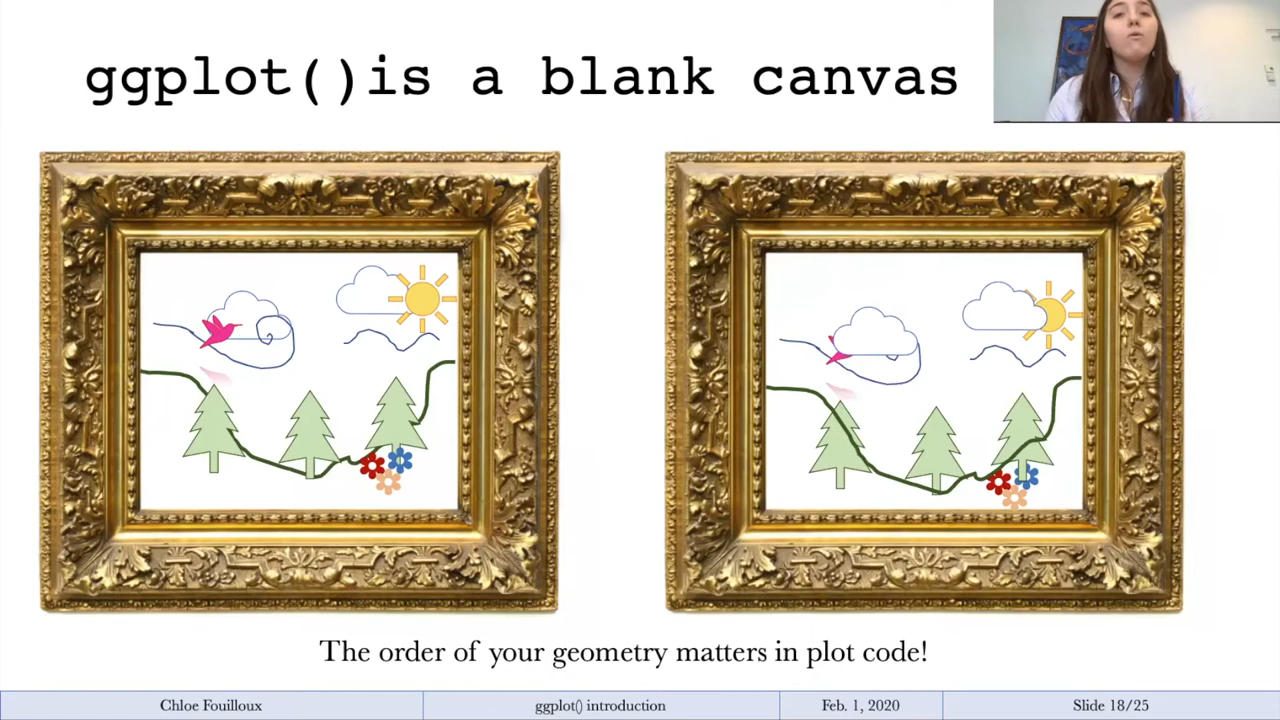 ggplot()is a blank canvas
The order of your geometry matters in plot code!
Chloe Fouilloux
ggplot() introduction
Feb. 1, 2020
Slide 18/25